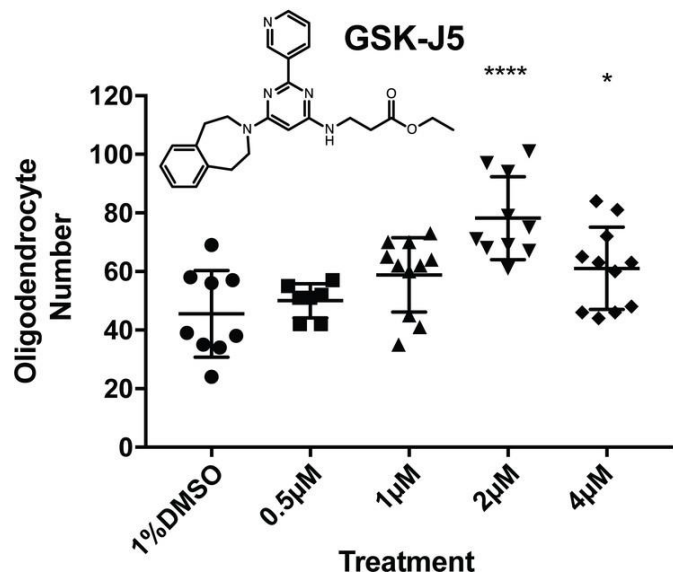 GSK-J5
N
N
N
N
N
H
O
O
**** *
120
100
80
60
40
20
0
Oligodendrocyte
Number
1%DMSO
0.5µM
1µM
2µM
4µM
Treatment